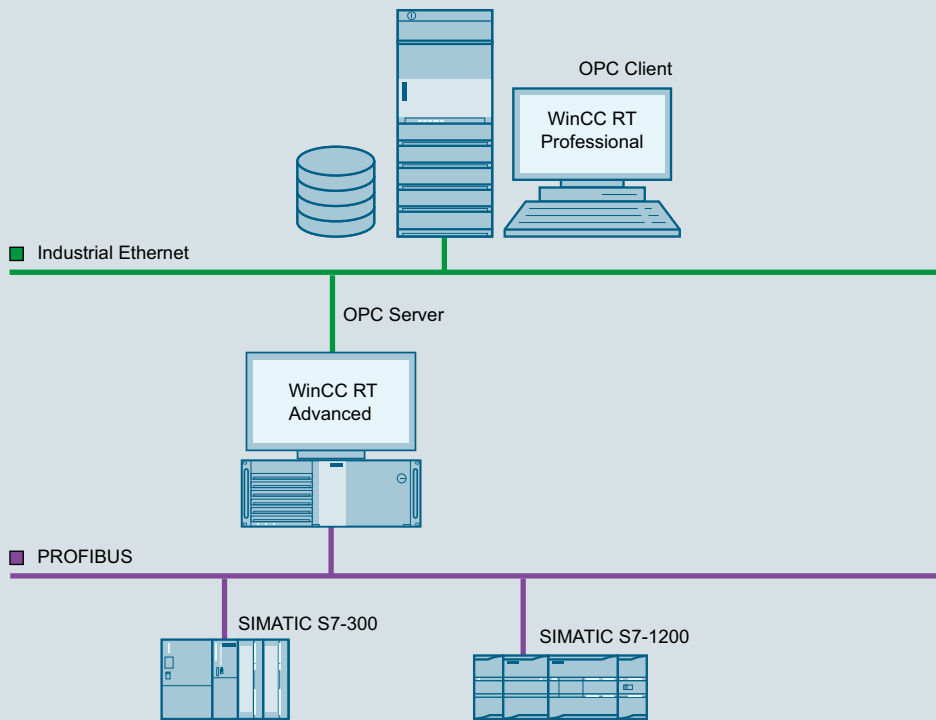 OPC Client
WinCC RT
Professional
Industrial Ethernet
OPC Server
WinCC RT
Advanced
PROFIBUS
SIMATIC S7-300
SIMATIC S7-1200